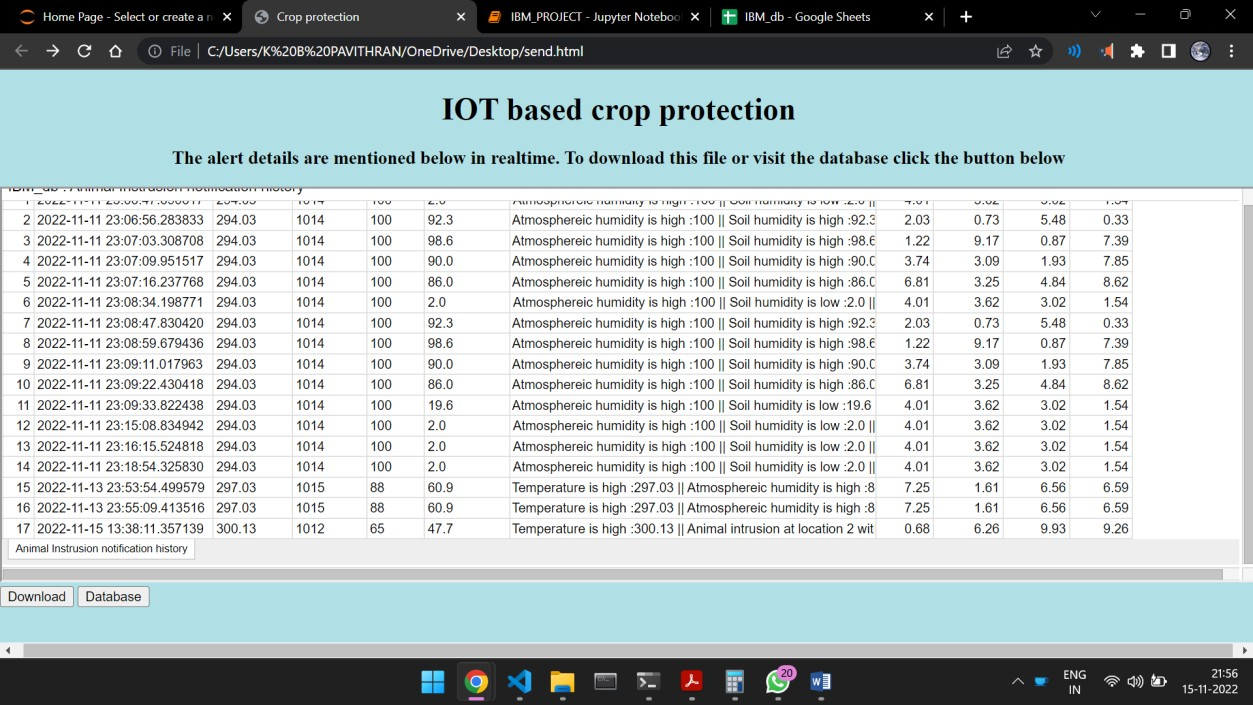 Home Page - Select or create a n
Crop protection
IBM_PROJECT - Jupyter Noteboo
IBM_db - Google Sheets
File
C:/Users/K%20B%20PAVITHRAN/OneDrive/Desktop/send.html
IOT based crop protection
The alert details are mentioned below in realtime. To download this file or visit the database click the button below
IBM_db : Animal Instrusion notification history
2 2022-11-11 23:06:56.283833 294.03 1014 100 92.3 Atmosphereic humidity is high :100 || Soil humidity is high :92.3 2.03 0.73 5.48 0.33
3 2022-11-11 23:07:03.308708 294.03 1014 100 98.6 Atmosphereic humidity is high :100 || Soil humidity is high :98.6 1.22 9.17 0.87 7.39
4 2022-11-11 23:07:09.951517 294.03 1014 100 90.0 Atmosphereic humidity is high :100 || Soil humidity is high :90.0 3.74 3.09 1.93 7.85
5 2022-11-11 23:07:16.237768 294.03 1014 100 86.0 Atmosphereic humidity is high :100 || Soil humidity is high :86.0 6.81 3.25 4.84 8.62
6 2022-11-11 23:08:34.198771 294.03 1014 100 2.0 Atmosphereic humidity is high :100 || Soil humidity is low :2.0 || 4.01 3.62 3.02 1.54
7 2022-11-11 23:08:47.830420 294.03 1014 100 92.3 Atmosphereic humidity is high :100 || Soil humidity is high :92.3 2.03 0.73 5.48 0.33
8 2022-11-11 23:08:59.679436 294.03 1014 100 98.6 Atmosphereic humidity is high :100 || Soil humidity is high :98.6 1.22 9.17 0.87 7.39
9 2022-11-11 23:09:11.017963 294.03 1014 100 90.0 Atmosphereic humidity is high :100 || Soil humidity is high :90.0 3.74 3.09 1.93 7.85
10 2022-11-11 23:09:22.430418 294.03 1014 100 86.0 Atmosphereic humidity is high :100 || Soil humidity is high :86.0 6.81 3.25 4.84 8.62
11 2022-11-11 23:09:33.822438 294.03 1014 100 19.6 Atmosphereic humidity is high :100 || Soil humidity is low :19.6 4.01 3.62 3.02 1.54
12 2022-11-11 23:15:08.834942 294.03 1014 100 2.0 Atmosphereic humidity is high :100 || Soil humidity is low :2.0 || 4.01 3.62 3.02 1.54
13 2022-11-11 23:16:15.524818 294.03 1014 100 2.0 Atmosphereic humidity is high :100 || Soil humidity is low :2.0 || 4.01 3.62 3.02 1.54
14 2022-11-11 23:18:54.325830 294.03 1014 100 2.0 Atmosphereic humidity is high :100 || Soil humidity is low :2.0 || 4.01 3.62 3.02 1.54
15 2022-11-13 23:53:54.499579 297.03 1015 88 60.9 Temperature is high :297.03 || Atmosphereic humidity is high :8 7.25 1.61 6.56 6.59
16 2022-11-13 23:55:09.413516 297.03 1015 88 60.9 Temperature is high :297.03 || Atmosphereic humidity is high :8 7.25 1.61 6.56 6.59
17 2022-11-15 13:38:11.357139 300.13 1012 65 47.7 Temperature is high :300.13 || Animal intrusion at location 2 wit 0.68 6.26 9.93 9.26
Animal Instrusion notification history
Download Database
20
ENG
IN
21:56
15-11-2022